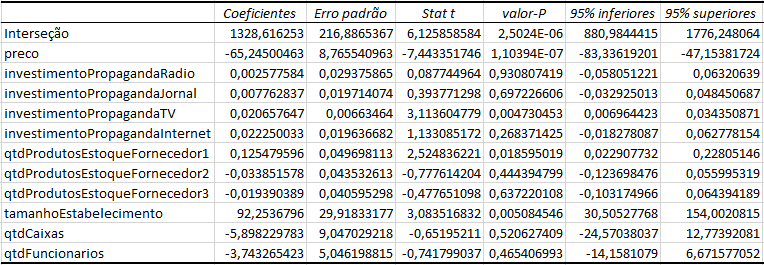 Coeficientes Erro padrão Stat t valor-P 95% inferiores 95% superiores
Interseção 1328,616253 216,8865367 6,125858584 2,5024E-06 880,9844415 1776,248064
preco -65,24500463 8,765540963 -7,443351746 1,10394E-07 -83,33619201 -47,15381724
investimentoPropagandaRadio 0,002577584 0,029375865 0,087744964 0,930807419 -0,058051221 0,06320639
investimentoPropagandaJornal 0,007762837 0,019714074 0,393771298 0,697226606 -0,032925013 0,048450687
investimentoPropagandaTV 0,020657647 0,00663464 3,113604779 0,004730453 0,006964423 0,034350871
investimentoPropagandaInternet 0,022250033 0,019636682 1,133085172 0,268371425 -0,018278087 0,062778154
qtdProdutosEstoqueFornecedor1 0,125479596 0,049698113 2,524836221 0,018595019 0,022907732 0,22805146
qtdProdutosEstoqueFornecedor2 -0,033851578 0,043532613 -0,777614204 0,444394799 -0,123698476 0,055995319
qtdProdutosEstoqueFornecedor3 -0,019390389 0,040595298 -0,477651098 0,637220108 -0,103174966 0,064394189
tamanhoEstabelecimento 92,2536796 29,91833177 3,083516832 0,005084546 30,50527768 154,0020815
qtdCaixas -5,898229783 9,047029218 -0,65195211 0,520627409 -24,57038037 12,77392081
qtdFuncionarios -3,743265423 5,046198815 -0,741799037 0,465406993 -14,1581079 6,671577052